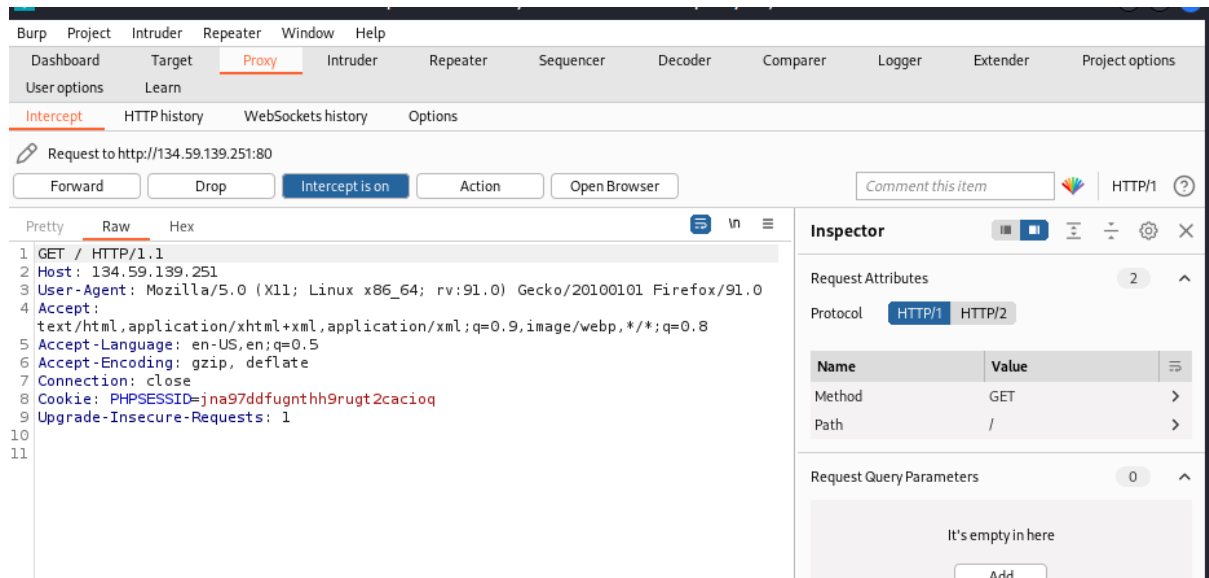 Burp Project Intruder Repeater Window Help
Dashboard Target Proxy Intruder Repeater Sequencer Decoder Comparer Logger Extender Project options
User options Learn
Intercept HTTP history WebSockets history Options
Request to http://134.59.139.251:80
Forward Drop Intercept is on Action Open Browser Comment this item HTTP/1 ?
Pretty Raw Hex \n
Inspector
1 GET / HTTP/1.1
2 Host: 134.59.139.251
3 User-Agent: Mozilla/5.0 (X11; Linux x86_64; rv:91.0) Gecko/20100101 Firefox/91.0
4 Accept:
text/html,application/xhtml+xml,application/xml;q=0.9,image/webp,*/*;q=0.8
5 Accept-Language: en-US,en;q=0.5
6 Accept-Encoding: gzip, deflate
7 Connection: close
8 Cookie: PHPSESSID=jna97ddfugnthh9rugt2cacioq
9 Upgrade-Insecure-Requests: 1
10
11
Request Attributes 2
Protocol HTTP/1 HTTP/2
Name Value
Method GET
Path /
Request Query Parameters 0
It's empty in here
Add